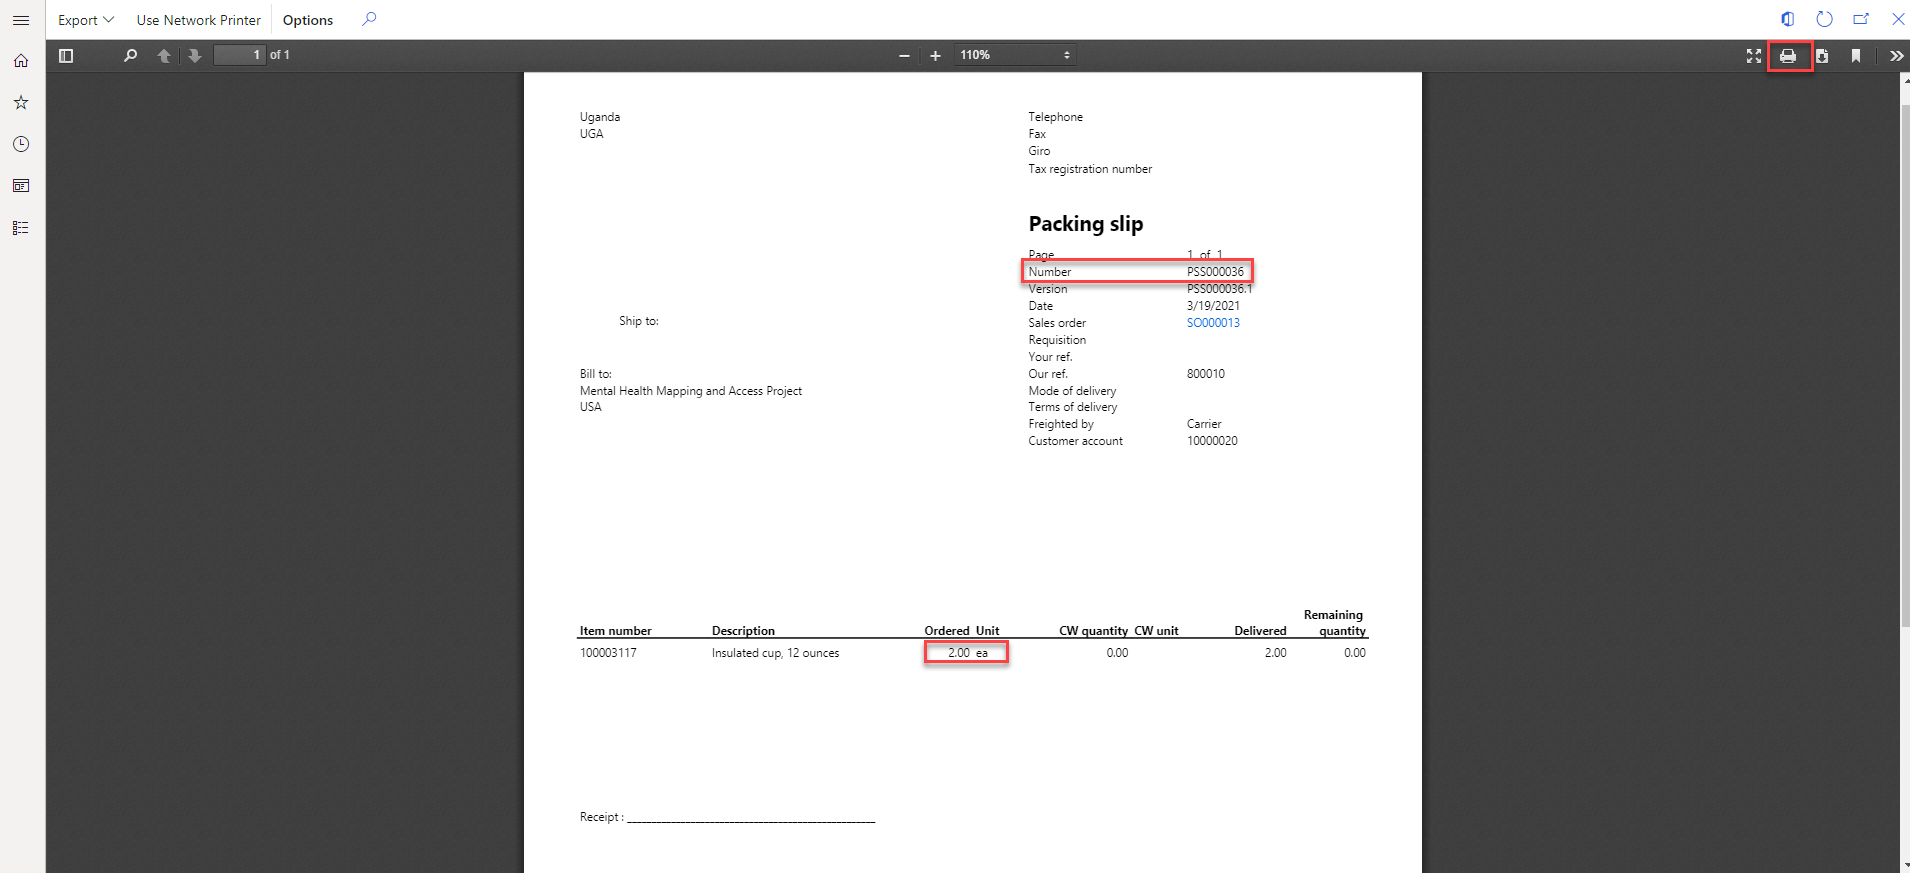 Export Use Network Printer Options
1 of 1 110%
Uganda
UGA
Telephone
Fax
Giro
Tax registration number
Packing slip
Page 1 of 1
Number PSS000036
Version PSS000036.1
Date 3/19/2021
Sales order SO000013
Requisition
Your ref.
Our ref. 800010
Mode of delivery
Terms of delivery
Freighted by Carrier
Customer account 10000020
Ship to:
Bill to:
Mental Health Mapping and Access Project
USA
Item number Description Ordered Unit CW quantity CW unit Delivered Remaining quantity
100003117 Insulated cup, 12 ounces 2.00 ea 0.00 2.00 0.00
Receipt :